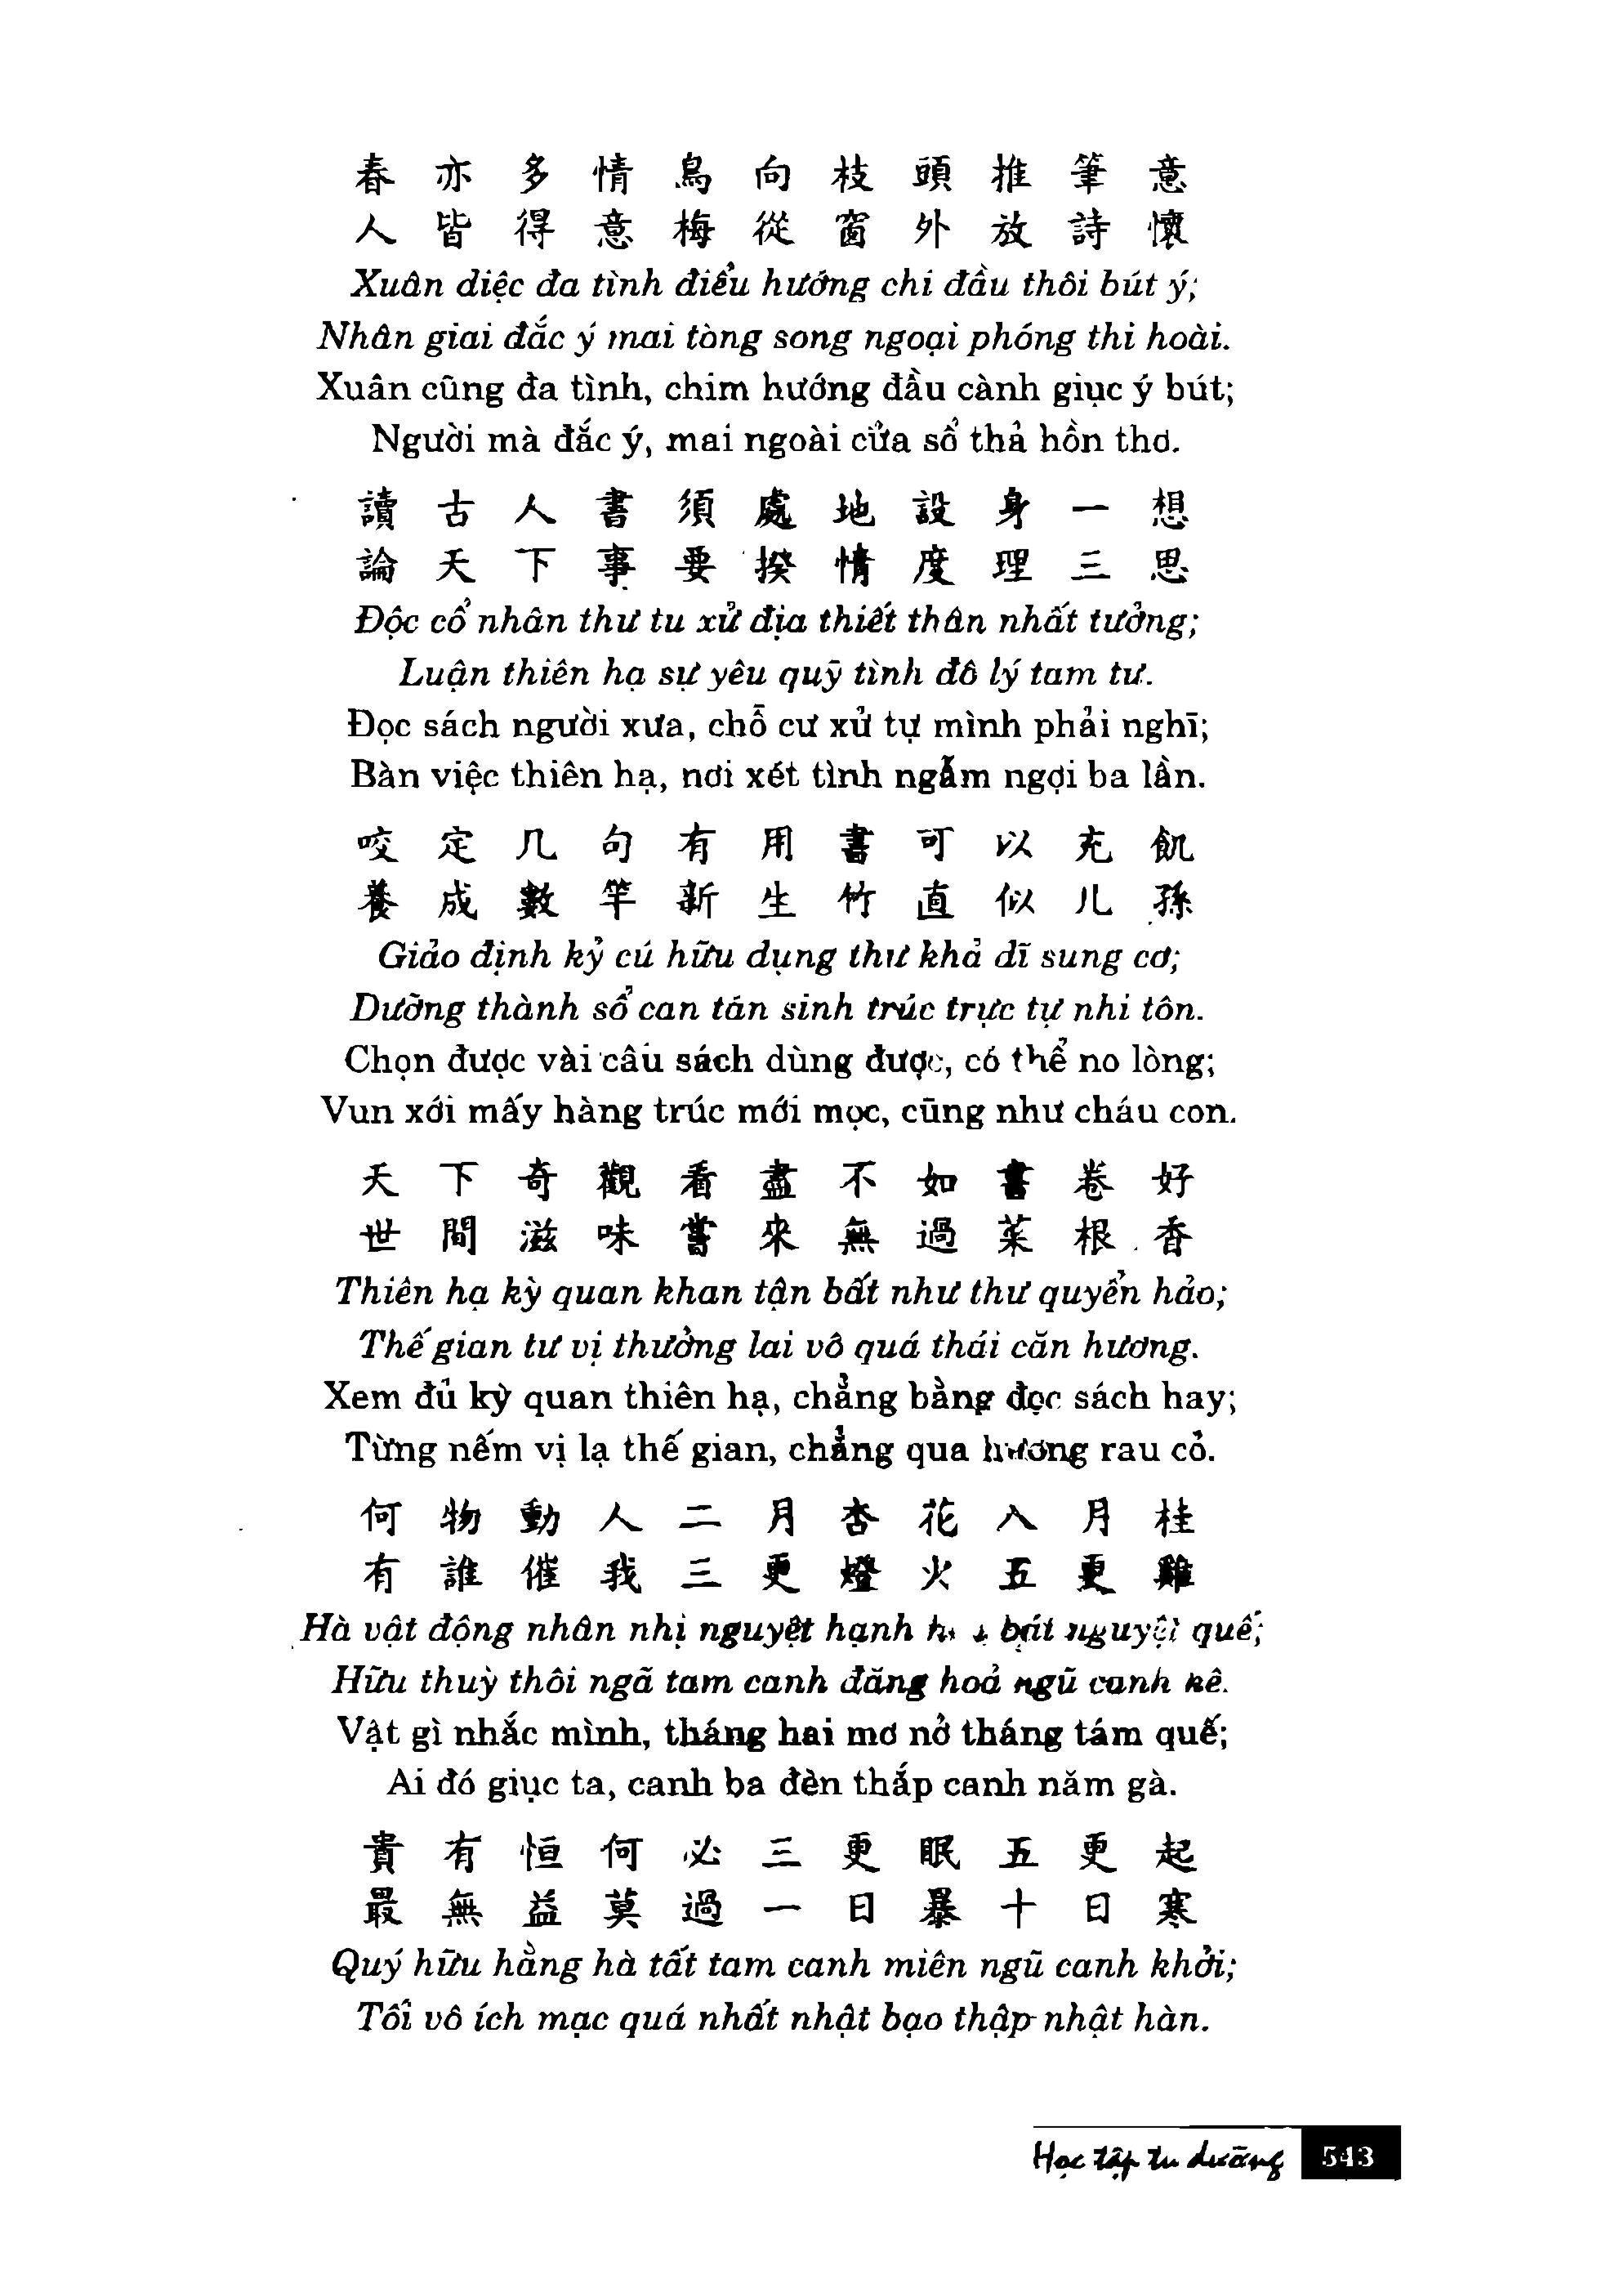 春亦多情鳥向枝頭推筆意
人皆得意梅從窗外放詩懷
Xuân diệc đa tình điểu hướng chi đầu thôi bút ý;
Nhân giai đắc ý mai tòng song ngoại phóng thi hoài.
Xuân cũng đa tình, chim hướng đầu cành giục ý bút;
Người mà đắc ý, mai ngoài cửa sổ thả hồn thơ.
讀古人書須處地設身一想
論天下事要揆情度理三思
Độc cổ nhân thư tu xử địa thiết thân nhất tưởng;
Luận thiên hạ sự yêu quỹ tình đô lý tam tư.
Đọc sách người xưa, chỗ cư xử tự mình phải nghĩ;
Bàn việc thiên hạ, nơi xét tình ngẫm ngợi ba lần.
咬定几句有用書可以充飢
養成數竿新生竹直似儿孫
Giảo định kỷ cú hữu dụng thư khả dĩ sung cơ;
Dưỡng thành sổ can tân sinh trúc trực tự nhi tôn.
Chọn được vài câu sách dùng được, có thể no lòng;
Vun xới mấy hàng trúc mới mọc, cũng như cháu con.
天下奇觀看盡不如書卷好
世間滋味嘗來無過菜根香
Thiên hạ kỳ quan khan tận bất như thư quyển hảo;
Thế gian tư vị thưởng lai vô quá thái căn hương.
Xem đủ kỳ quan thiên hạ, chẳng bằng đọc sách hay;
Từng nếm vị lạ thế gian, chẳng qua hương rau cỏ.
何物動人二月杏花八月桂
有誰催我三更燈火五更雞
Hà vật động nhân nhị nguyệt hạnh bát nguyệt quế;
Hữu thuỳ thôi ngã tam canh đăng hoả ngũ canh kê.
Vật gì nhắc mình, tháng hai mơ nở tháng tám quế;
Ai đó giục ta, canh ba đèn thắp canh năm gà.
貴有恒何必三更眠五更起
最無益莫過一日暴十日寒
Quý hữu hằng hà tất tam canh miên ngũ canh khởi;
Tối vô ích mạc quá nhất nhật bạo thập nhật hàn.
Học tập tu dưỡng 543